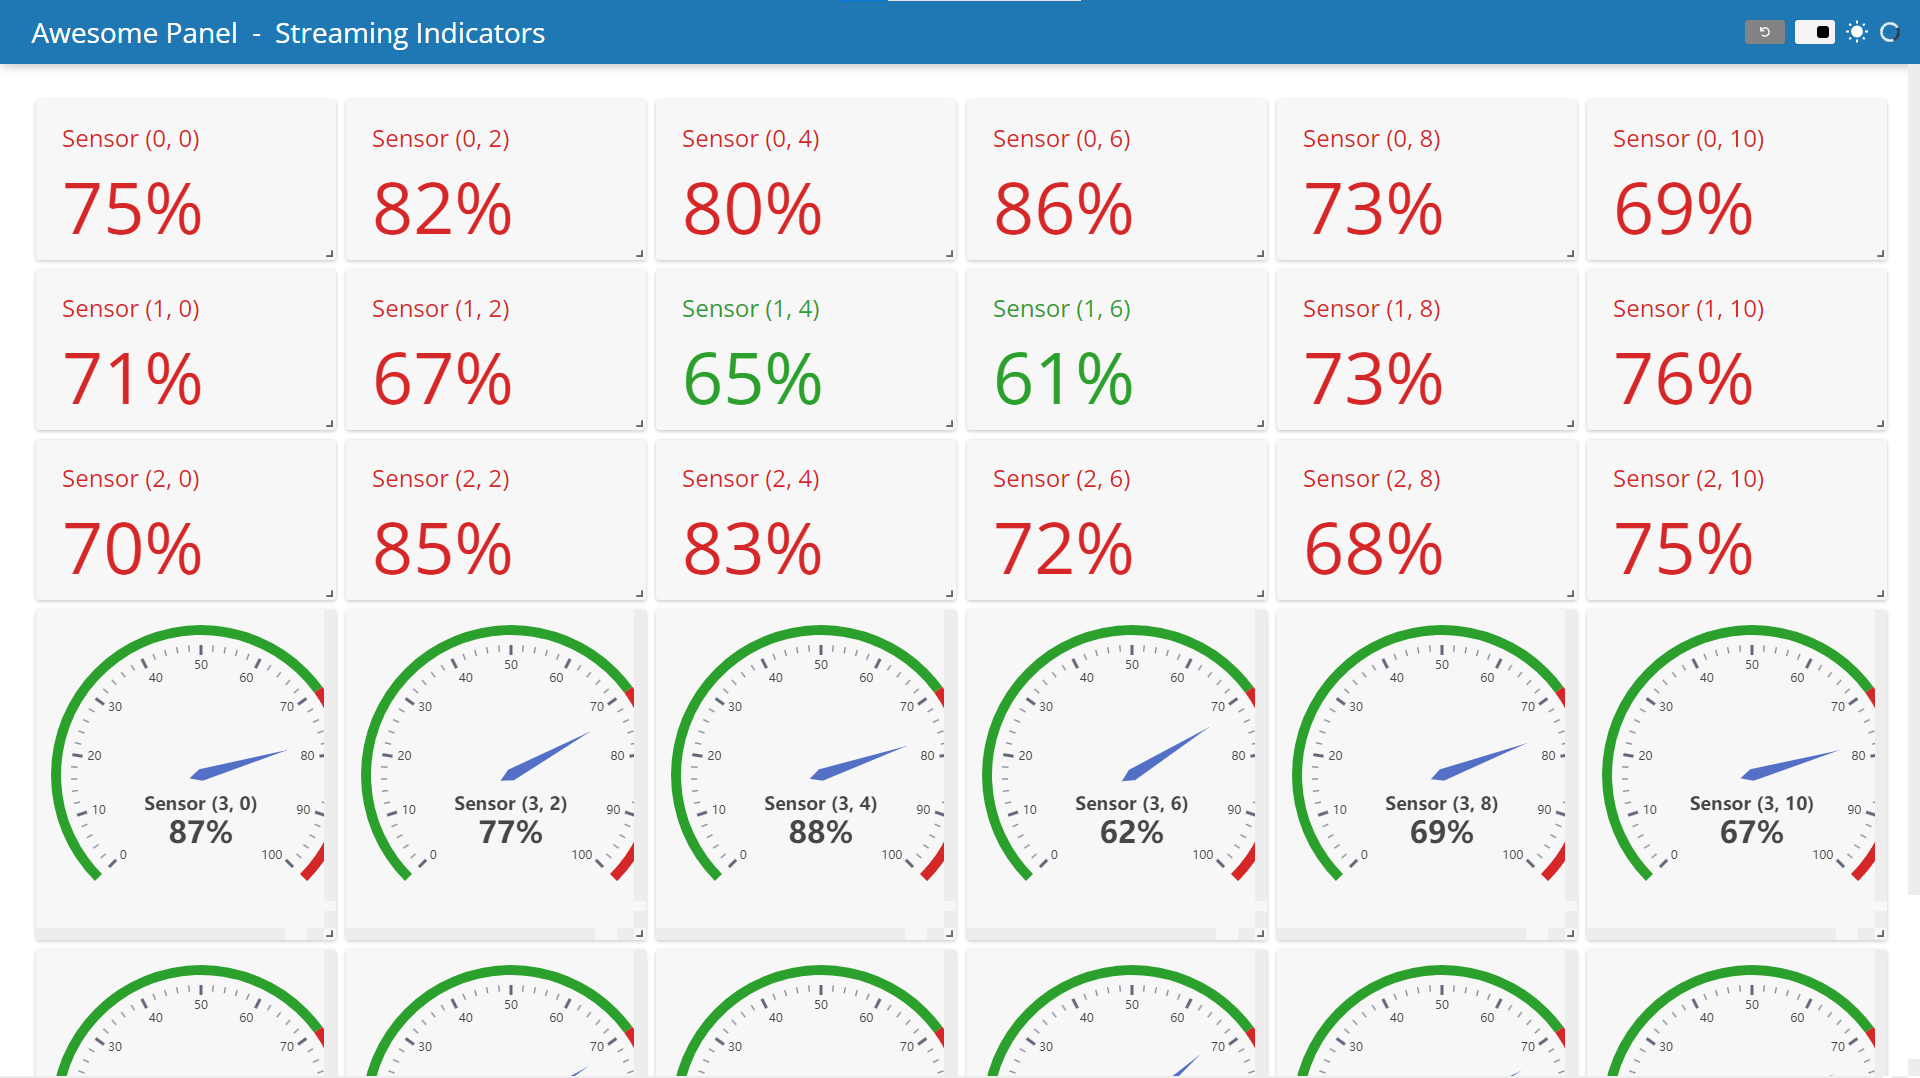 Awesome Panel - Streaming Indicators
Sensor (0, 0) Sensor (0, 2) Sensor (0, 4) Sensor (0, 6) Sensor (0, 8) Sensor (0, 10)
75% 82% 80% 86% 73% 69%
Sensor (1, 0) Sensor (1, 2) Sensor (1, 4) Sensor (1, 6) Sensor (1, 8) Sensor (1, 10)
71% 67% 65% 61% 73% 76%
Sensor (2, 0) Sensor (2, 2) Sensor (2, 4) Sensor (2, 6) Sensor (2, 8) Sensor (2, 10)
70% 85% 83% 72% 68% 75%
50 50 50 50 50 50
40 60 40 60 40 60 40 60 40 60 40 60
30 70 30 70 30 70 30 70 30 70 30 70
20 80 20 80 20 80 20 80 20 80 20 80
Sensor (3, 0) Sensor (3, 2) Sensor (3, 4) Sensor (3, 6) Sensor (3, 8) Sensor (3, 10)
10 90 10 90 10 90 10 90 10 90 10 90
87% 77% 88% 62% 69% 67%
0 100 0 100 0 100 0 100 0 100 0 100
50 50 50 50 50 50
40 60 40 60 40 60 40 60 40 60 40 60
30 70 30 70 30 70 30 70 30 70 30 70